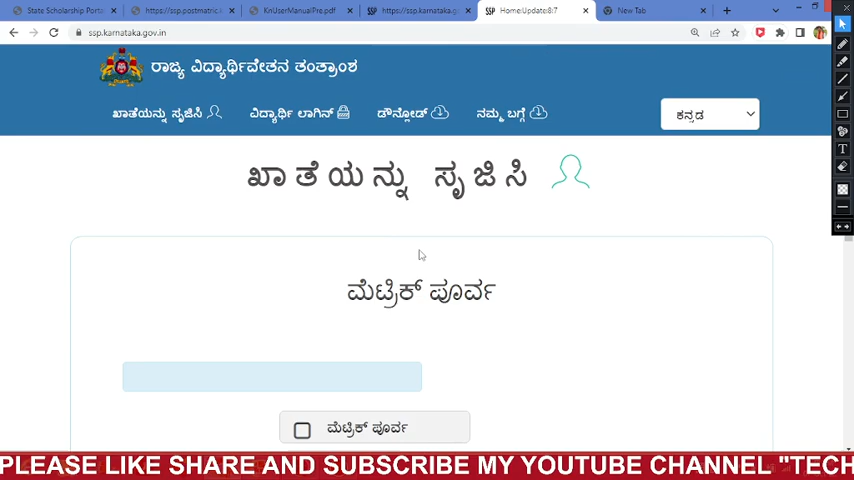 State Scholarship Porta
https://ssp.postmatric.k
KnUserManualPre.pdf
https://ssp.karnataka.go
Home:Update:8:7
New Tab
ssp.karnataka.gov.in
ರಾಜ್ಯ ವಿದ್ಯಾರ್ಥಿವೇತನ ತಂತ್ರಾಂಶ
ಖಾತೆಯನ್ನು ಸೃಜಿಸಿ ವಿದ್ಯಾರ್ಥಿ ಲಾಗಿನ್ ಡೌನ್ಲೋಡ್ ನಮ್ಮ ಬಗ್ಗೆ ಕನ್ನಡ
ಖಾತೆಯನ್ನು ಸೃಜಿಸಿ
ಮೆಟ್ರಿಕ್ ಪೂರ್ವ
ಮೆಟ್ರಿಕ್ ಪೂರ್ವ
PLEASE LIKE SHARE AND SUBSCRIBE MY YOUTUBE CHANNEL "TECH